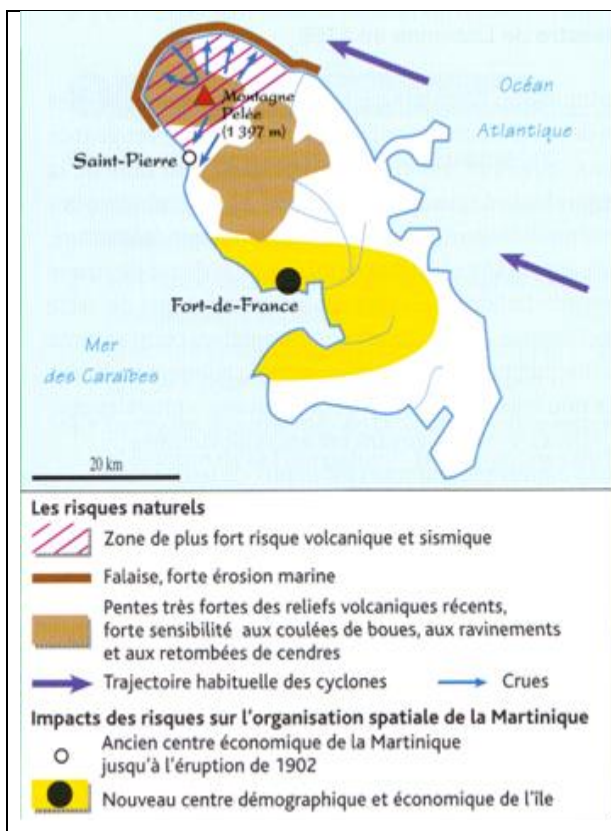 Océan
Atlantique
Montagne
Pelée
(1 397 m)
Saint-Pierre
Fort-de-France
Mer
des Caraïbes
20 km
Les risques naturels
Zone de plus fort risque volcanique et sismique
Falaise, forte érosion marine
Pentes très fortes des reliefs volcaniques récents,
forte sensibilité aux coulées de boues, aux ravinements
et aux retombées de cendres
Trajectoire habituelle des cyclones
Crues
Impacts des risques sur l'organisation spatiale de la Martinique
Ancien centre économique de la Martinique
jusqu'à l'éruption de 1902
Nouveau centre démographique et économique de l'île